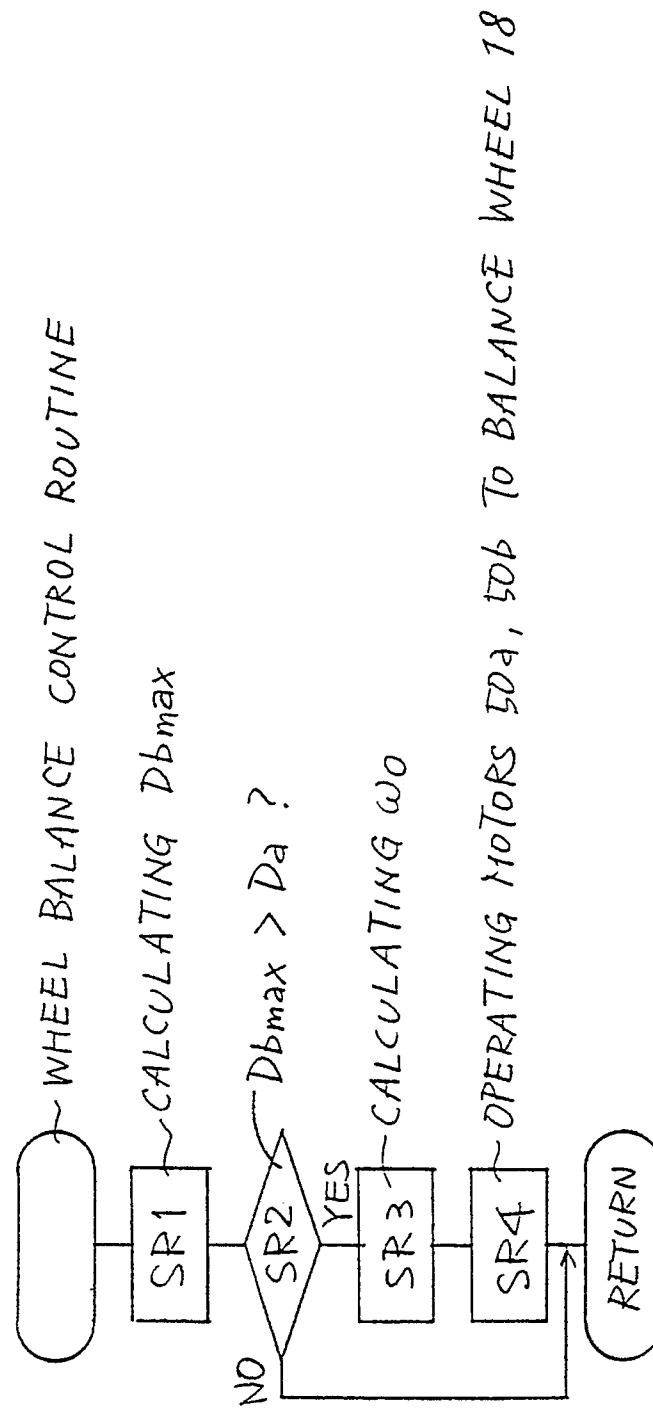 WHEEL BALANCE CONTROL ROUTINE
SR1
CALCULATING Dbmax
SR2
Dbmax > Da ?
NO
YES
SR3
CALCULATING ω0
SR4
OPERATING MOTORS 50a, 50b TO BALANCE WHEEL 18
RETURN